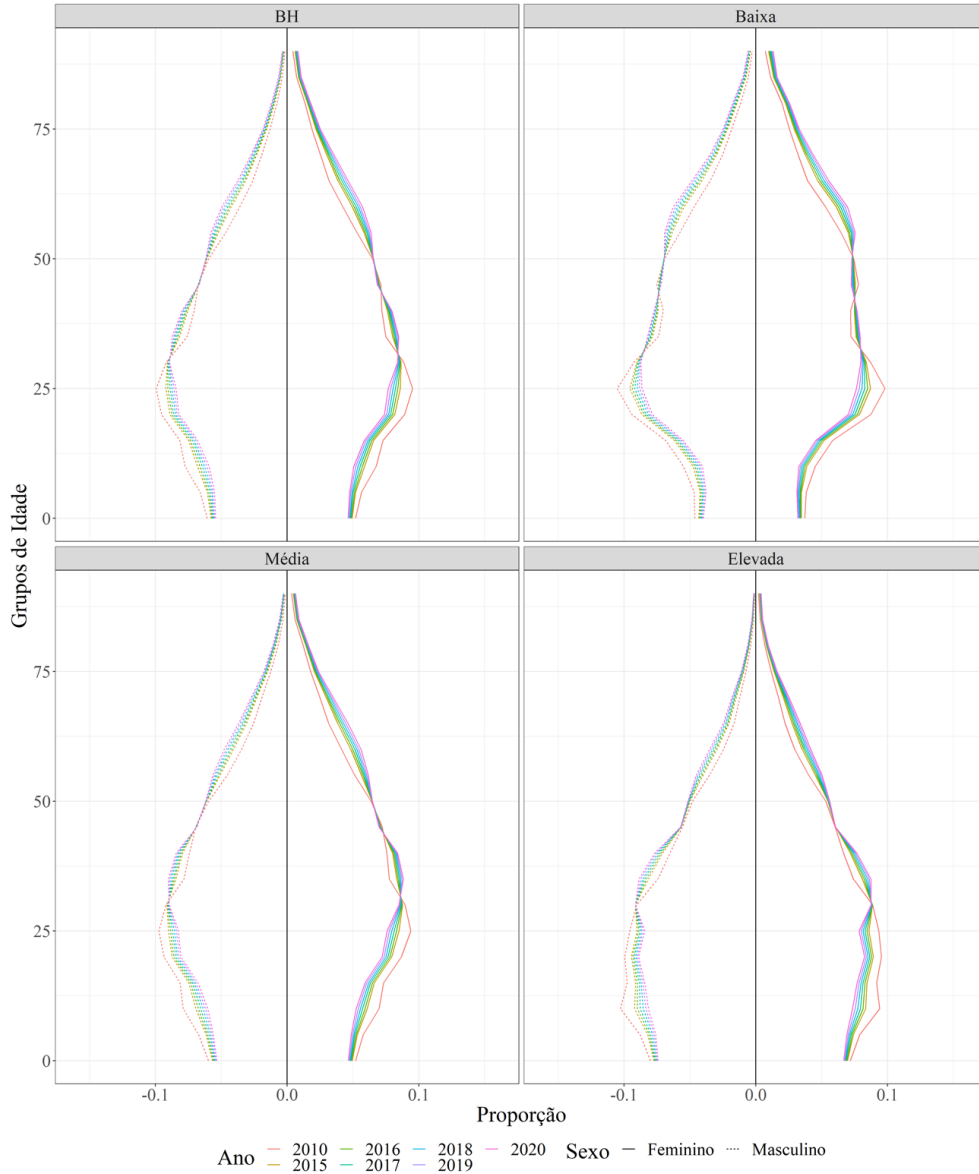 BH
Baixa
75
50
25
0
Média
Elevada
75
50
25
0
Grupos de Idade
-0.1 0.0 0.1
-0.1 0.0 0.1
Proporção
Ano
2010 2016 2018 2020
2015 2017 2019
Sexo
Feminino Masculino